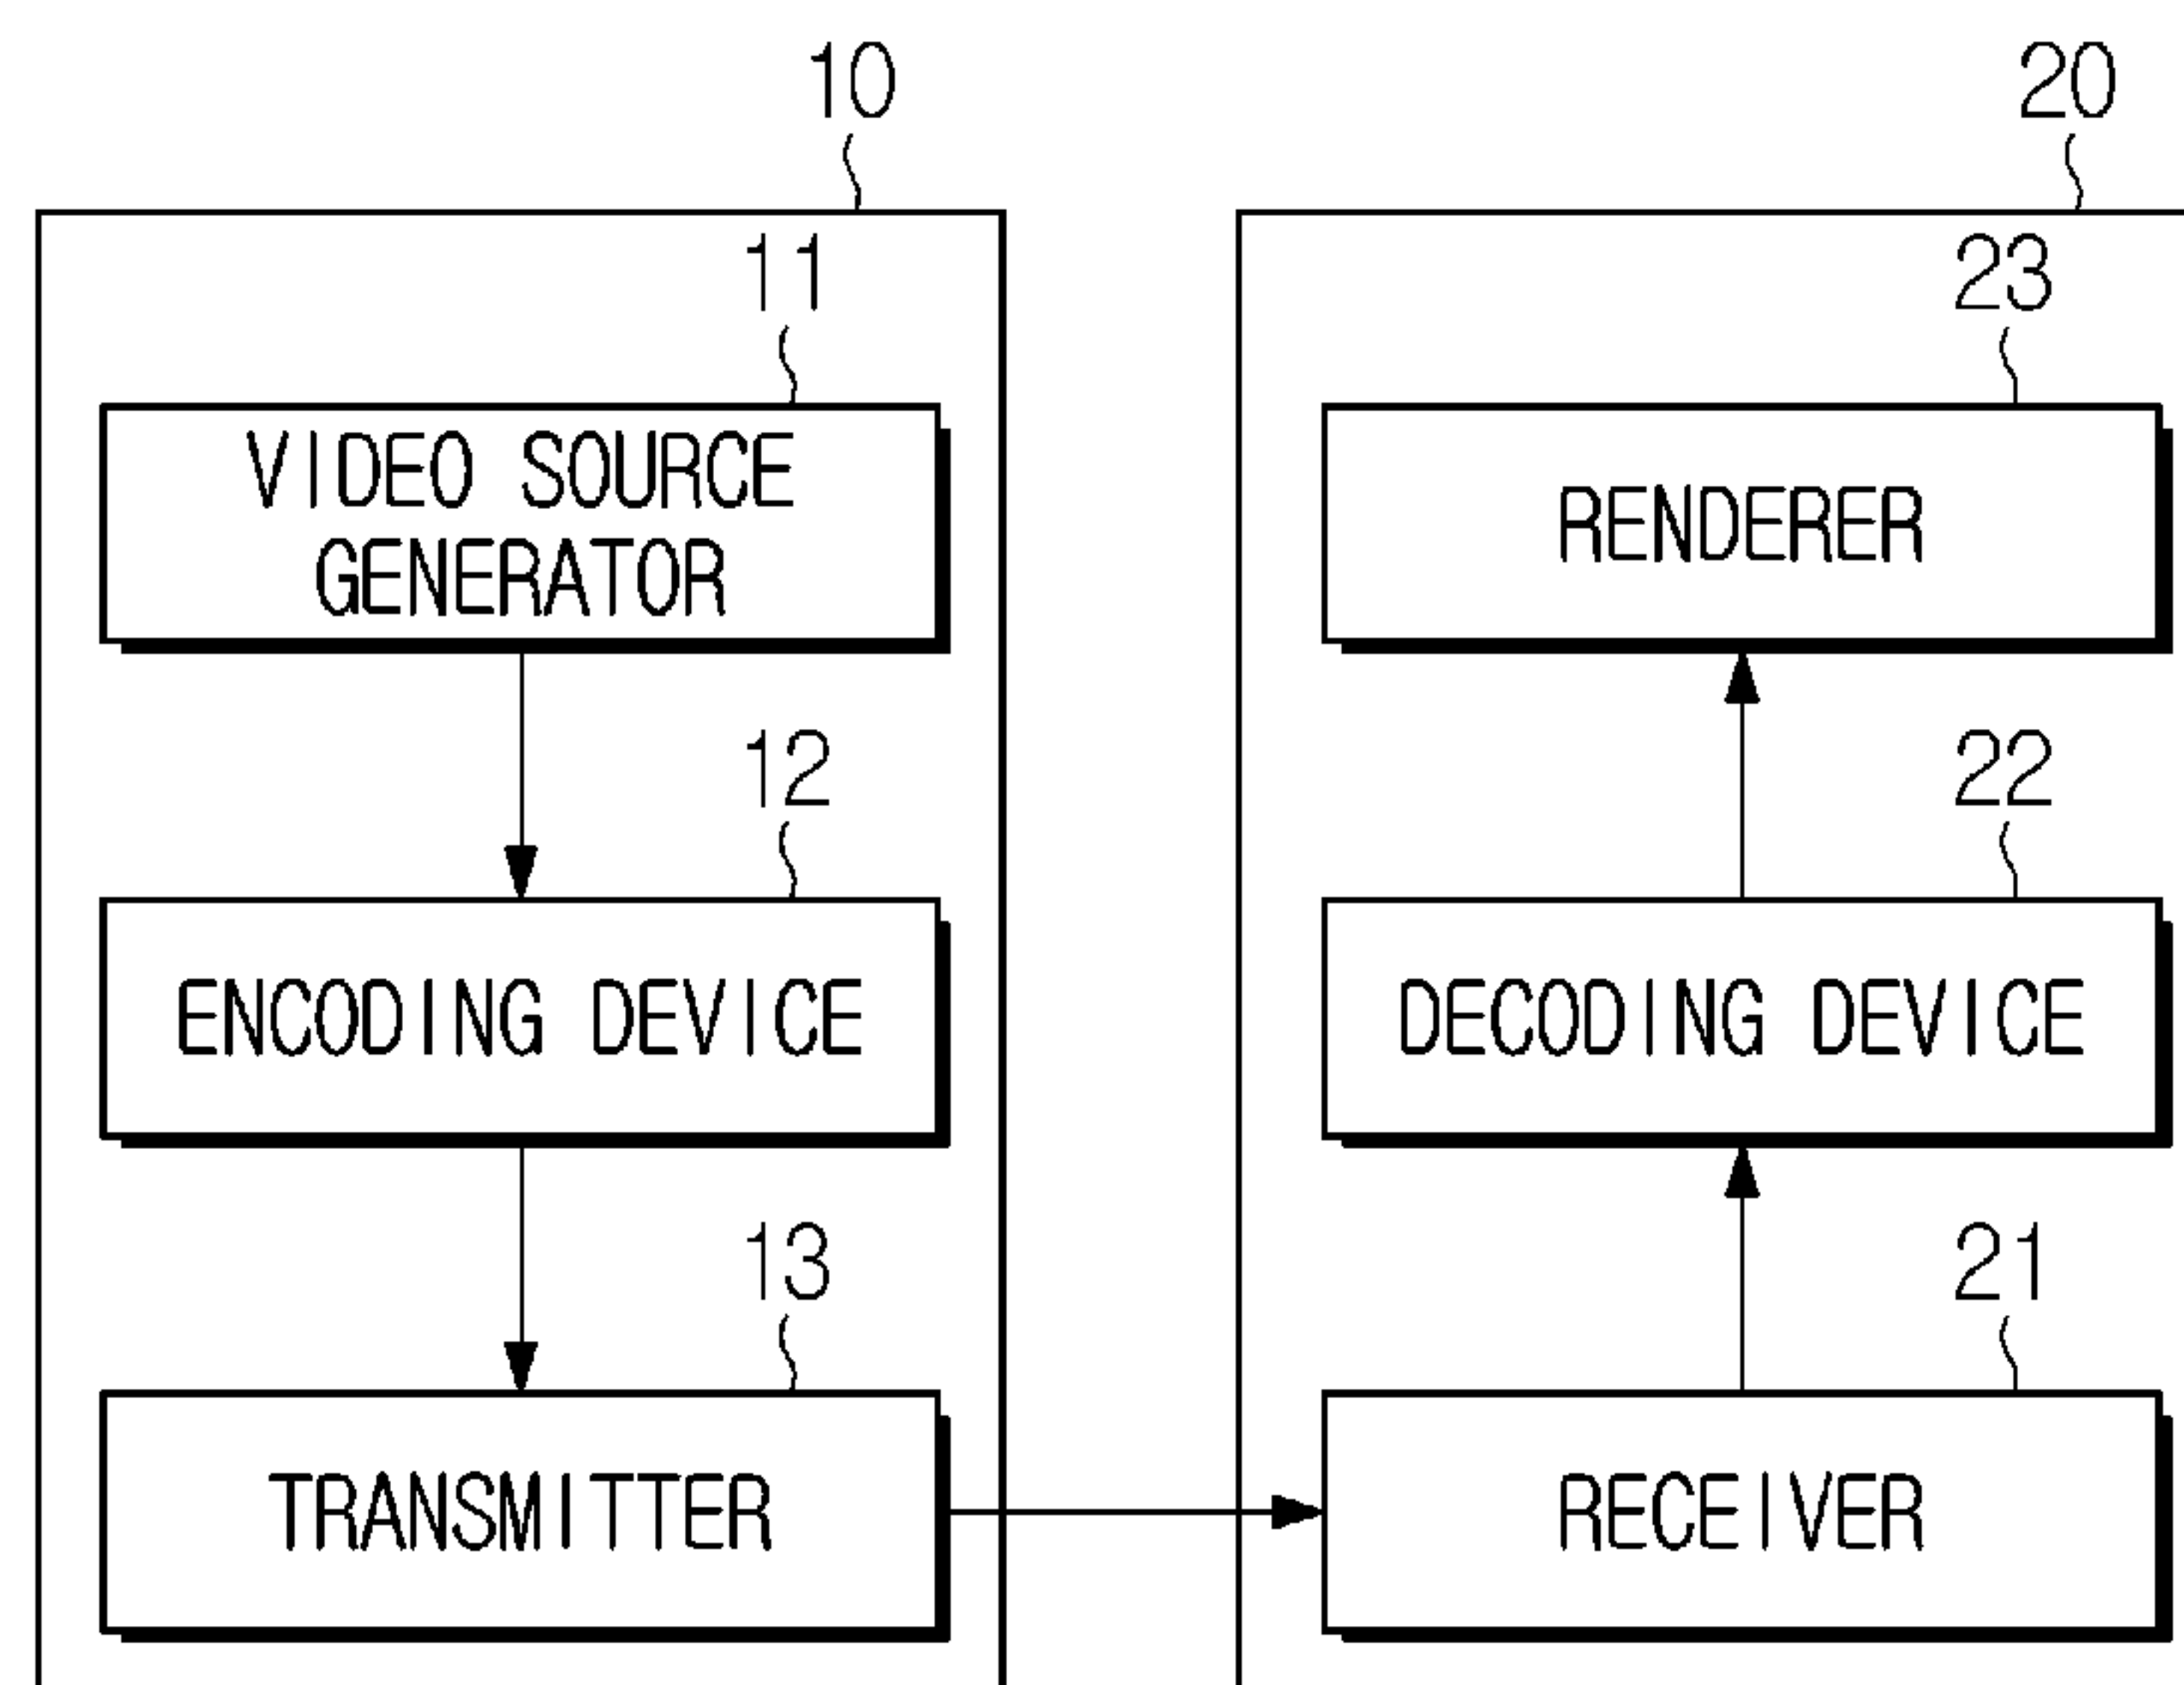 10
20
11
VIDEO SOURCE
GENERATOR
23
RENDERER
12
ENCODING DEVICE
22
DECODING DEVICE
13
TRANSMITTER
21
RECEIVER